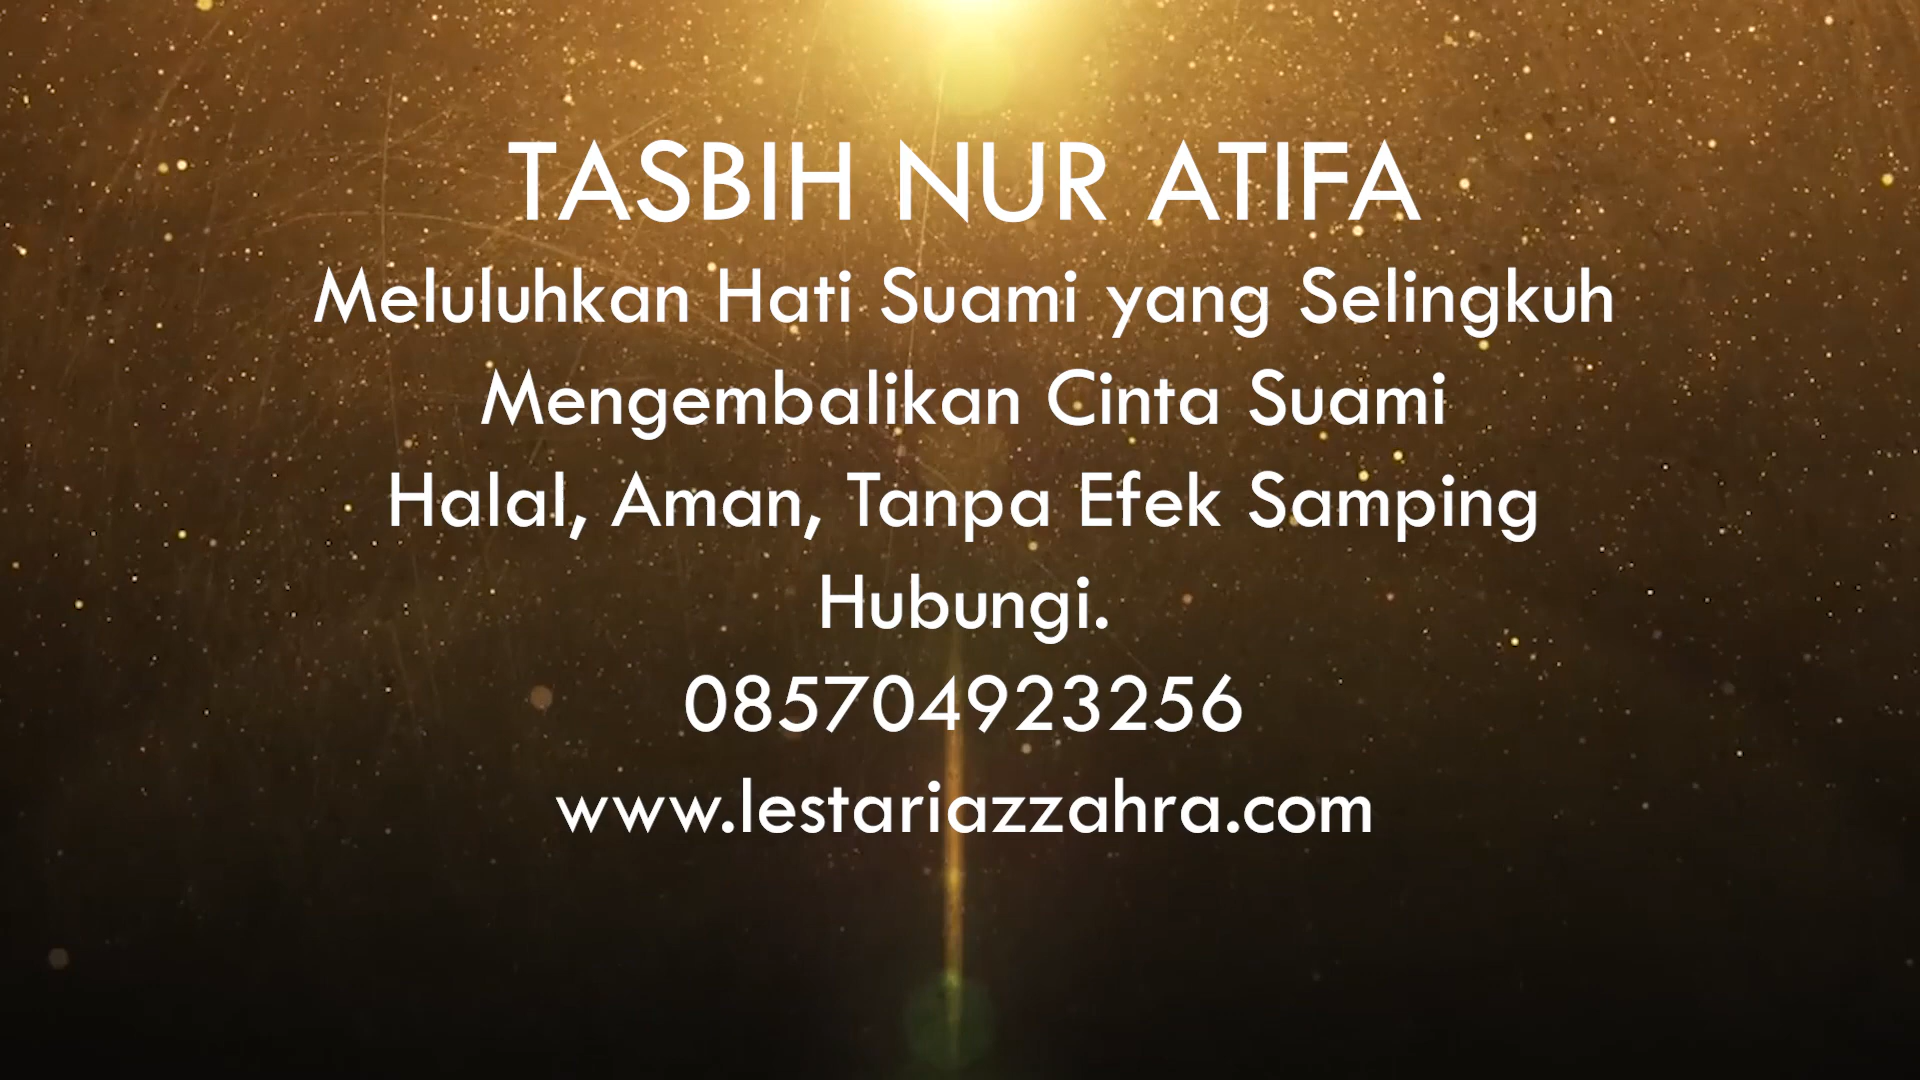 TASBIH NUR ATIFA
Meluluhkan Hati Suami yang Selingkuh
Mengembalikan Cinta Suami
Halal, Aman, Tanpa Efek Samping
Hubungi.
085704923256
www.lestariazzahra.com